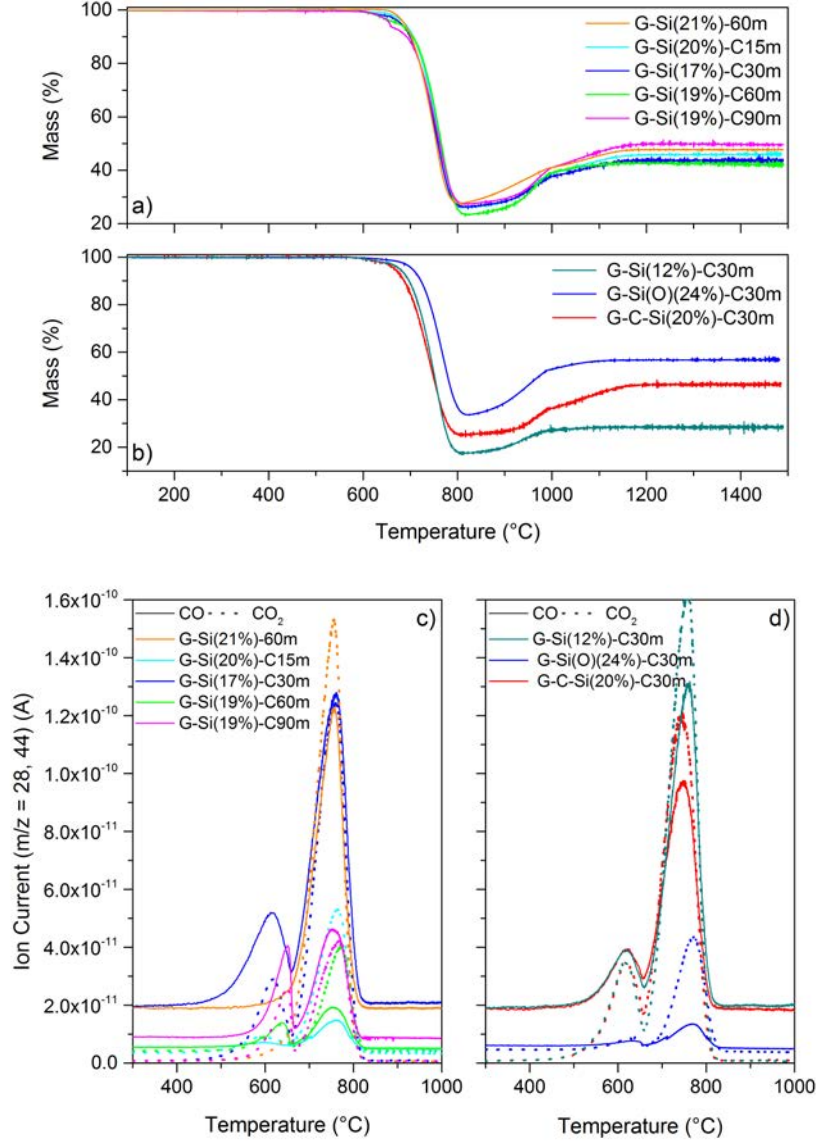 100
80
60
40
20
Mass (%)
a)
G-Si(21%)-60m
G-Si(20%)-C15m
G-Si(17%)-C30m
G-Si(19%)-C60m
G-Si(19%)-C90m
100
80
60
40
20
Mass (%)
b)
G-Si(12%)-C30m
G-Si(O)(24%)-C30m
G-C-Si(20%)-C30m
200 400 600 800 1000 1200 1400
Temperature (°C)
1.6x10⁻¹⁰
1.4x10⁻¹⁰
1.2x10⁻¹⁰
1.0x10⁻¹⁰
8.0x10⁻¹¹
6.0x10⁻¹¹
4.0x10⁻¹¹
2.0x10⁻¹¹
0.0
Ion Current (m/z = 28, 44) (A)
CO CO₂
c)
G-Si(21%)-60m
G-Si(20%)-C15m
G-Si(17%)-C30m
G-Si(19%)-C60m
G-Si(19%)-C90m
400 600 800 1000
Temperature (°C)
CO CO₂
d)
G-Si(12%)-C30m
G-Si(O)(24%)-C30m
G-C-Si(20%)-C30m
400 600 800 1000
Temperature (°C)